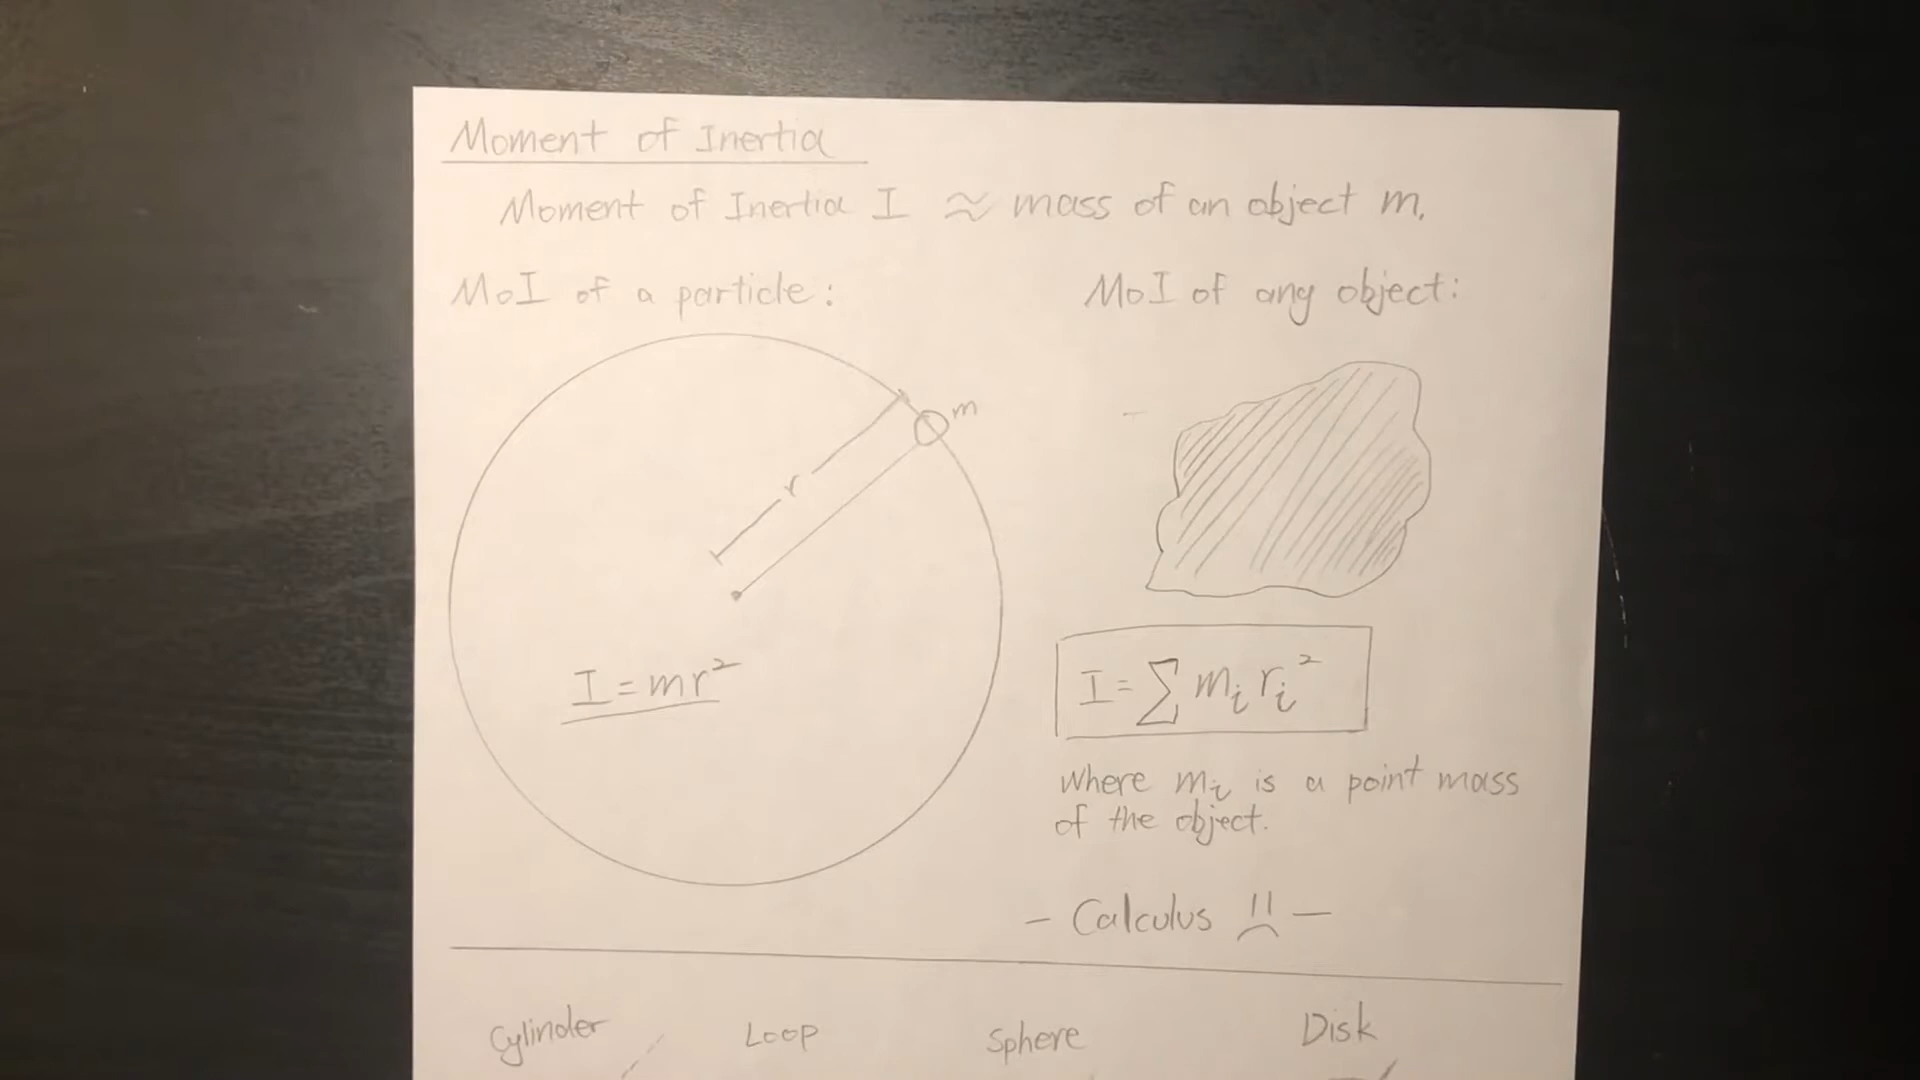 Moment of Inertia
Moment of Inertia I ≈ mass of an object m.
MoI of a particle:
m
r
I = mr²
MoI of any object:
I = ∑ mᵢ rᵢ²
where mᵢ is a point mass
of the object.
- Calculus :( -
Cylinder Loop Sphere Disk